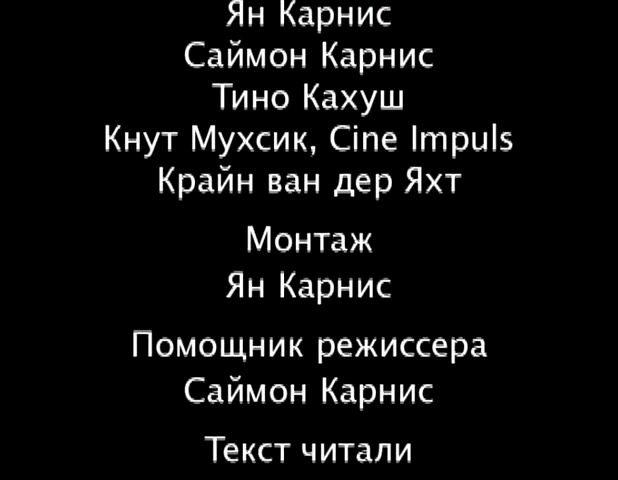 Ян Карнис
Саймон Карнис
Тино Кахуш
Кнут Мухсик, Cine Impuls
Крайн ван дер Яхт
Монтаж
Ян Карнис
Помощник режиссера
Саймон Карнис
Текст читали